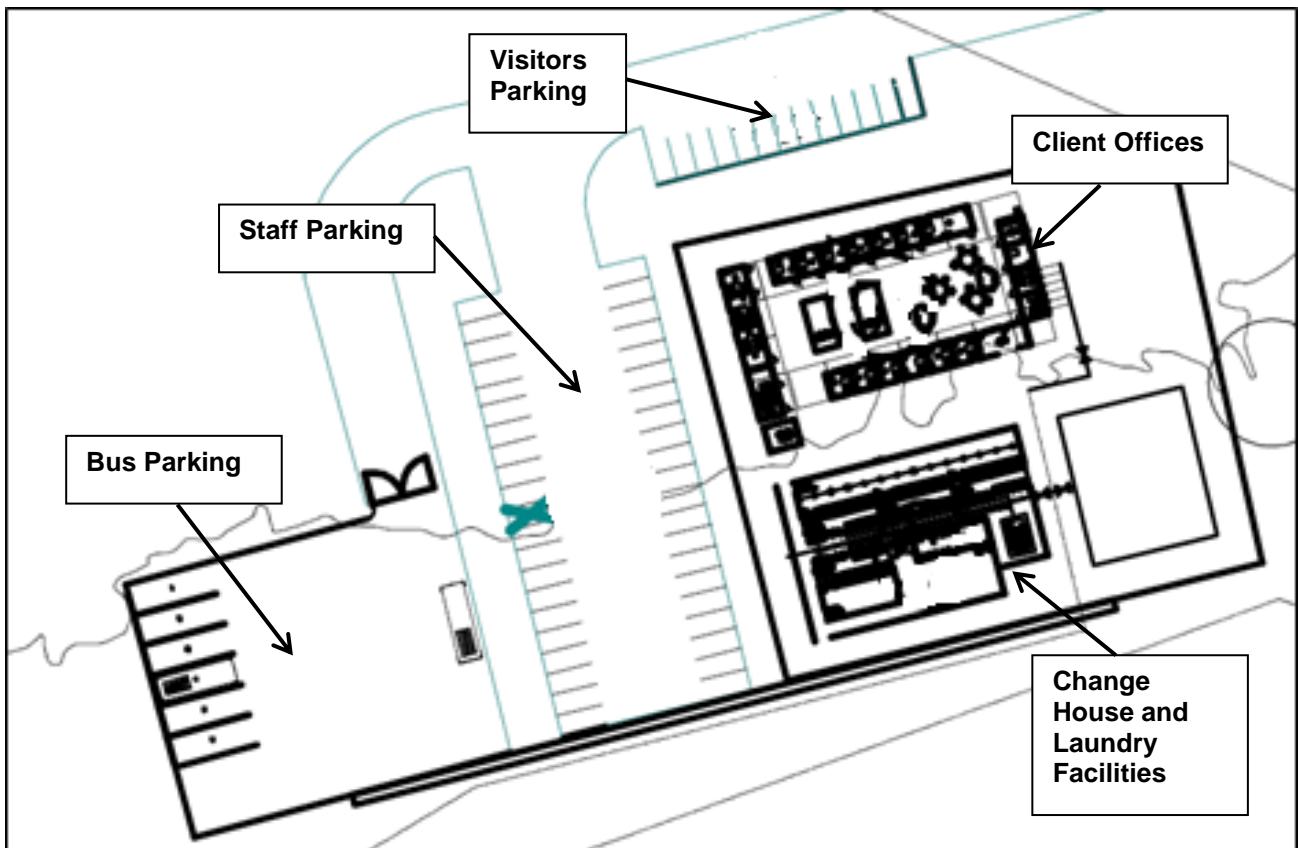 Visitors
Parking
Client Offices
Staff Parking
Bus Parking
Change
House and
Laundry
Facilities